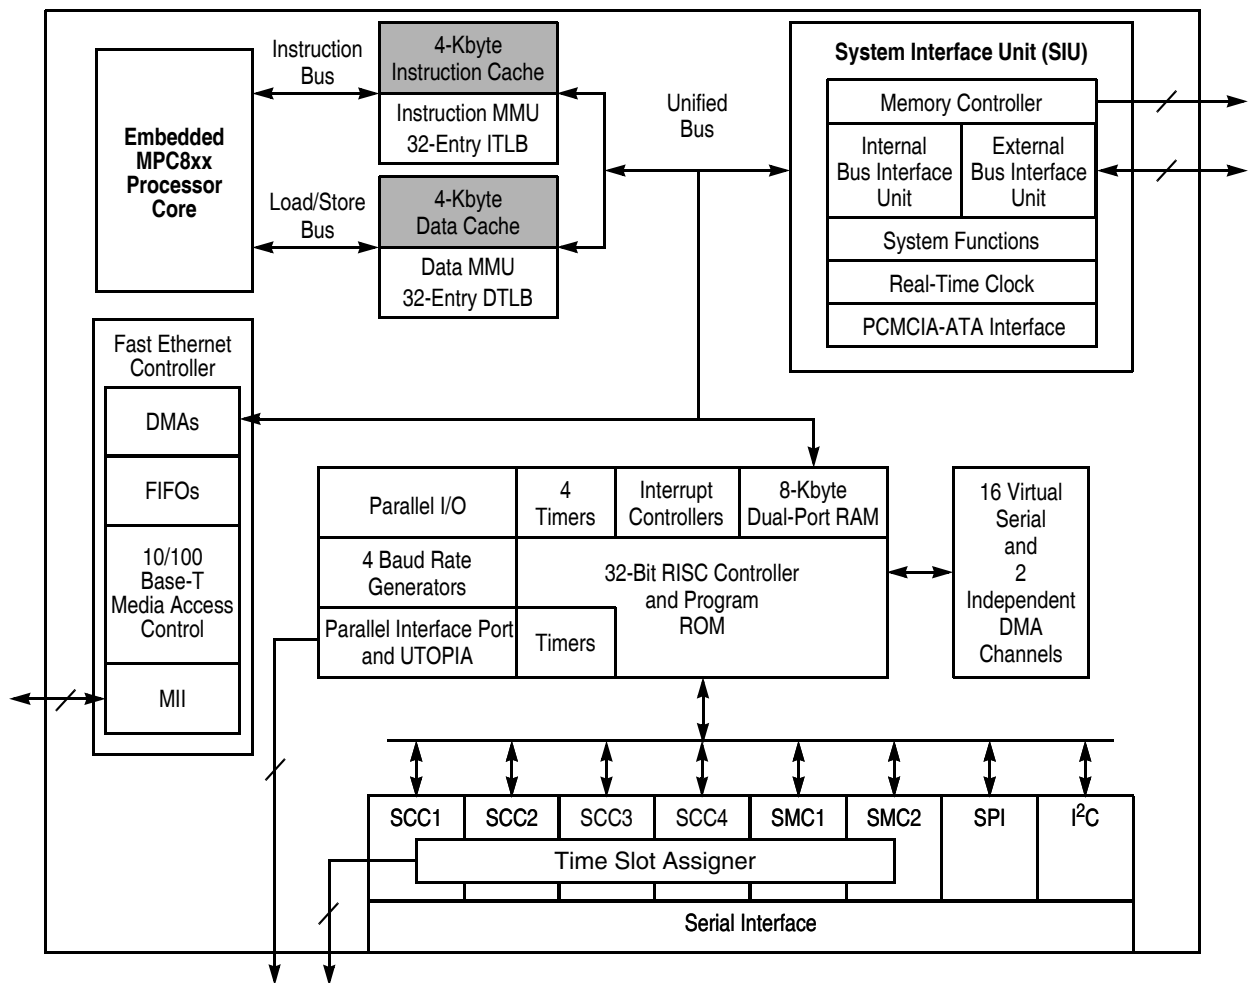 Embedded
MPC8xx
Processor
Core
Instruction
Bus
Load/Store
Bus
4-Kbyte
Instruction Cache
Instruction MMU
32-Entry ITLB
4-Kbyte
Data Cache
Data MMU
32-Entry DTLB
Unified
Bus
System Interface Unit (SIU)
Memory Controller
Internal
Bus Interface
Unit
External
Bus Interface
Unit
System Functions
Real-Time Clock
PCMCIA-ATA Interface
Fast Ethernet
Controller
DMAs
FIFOs
10/100
Base-T
Media Access
Control
MII
Parallel I/O
4
Timers
Interrupt
Controllers
8-Kbyte
Dual-Port RAM
4 Baud Rate
Generators
32-Bit RISC Controller
and Program
ROM
Parallel Interface Port
and UTOPIA
Timers
16 Virtual
Serial
and
2
Independent
DMA
Channels
SCC1
SCC2
SCC3
SCC4
SMC1
SMC2
SPI
I²C
Time Slot Assigner
Serial Interface